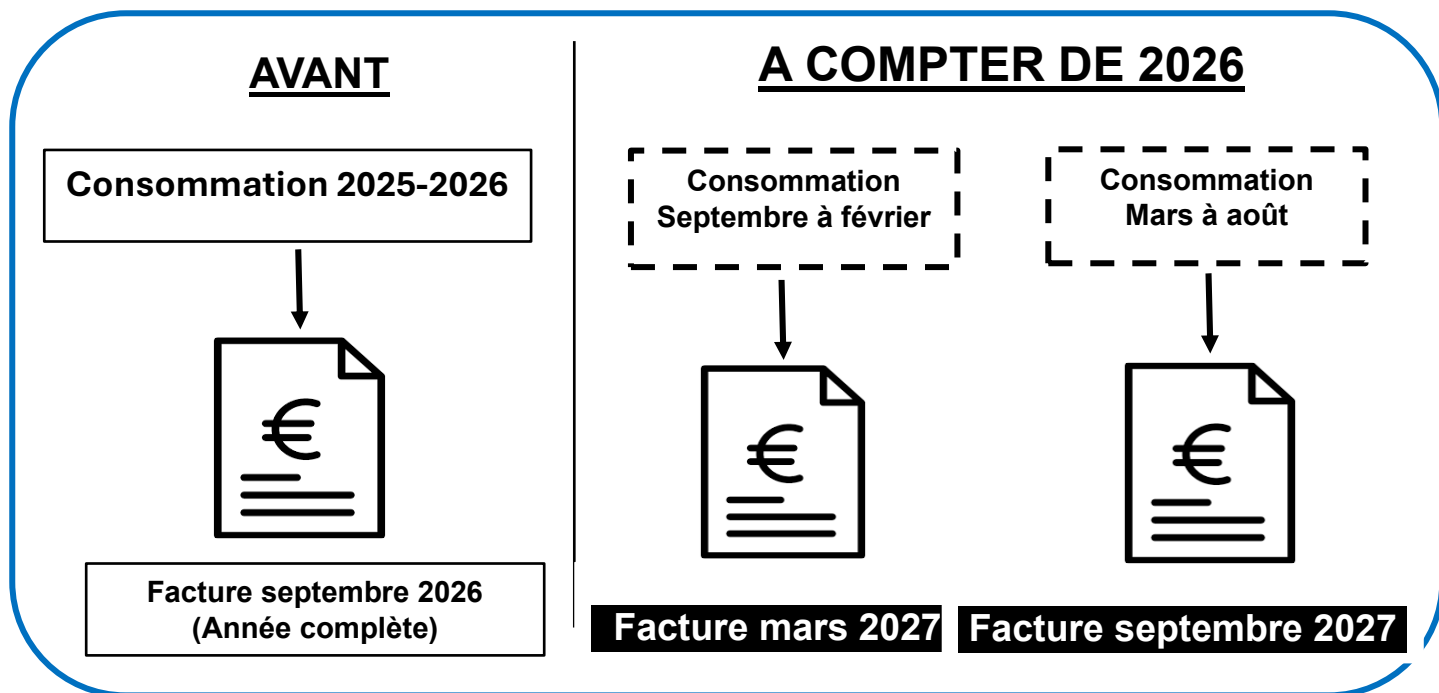 AVANT
Consommation 2025-2026
€
Facture septembre 2026
(Année complète)
A COMPTER DE 2026
Consommation
Septembre à février
€
Facture mars 2027
Consommation
Mars à août
€
Facture septembre 2027